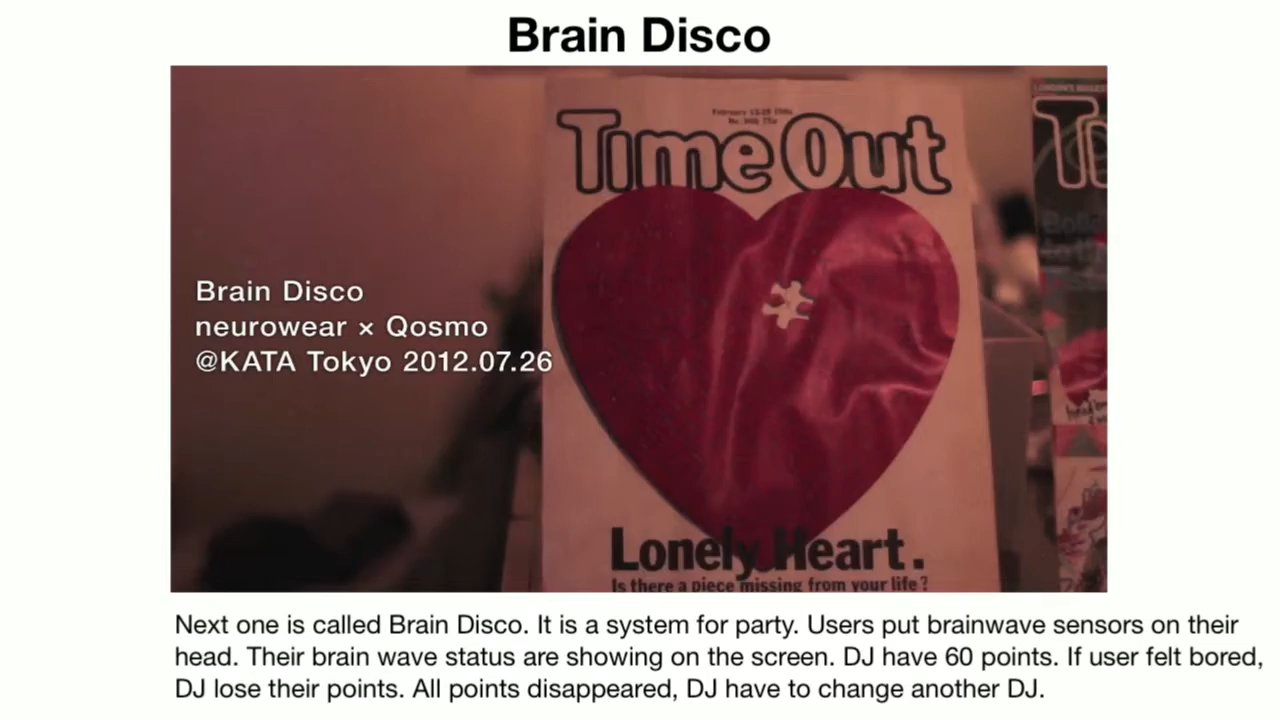 Brain Disco
Time Out
Brain Disco
neurowear × Qosmo
@KATA Tokyo 2012.07.26
Lonely Heart.
Is there a piece missing from your life?
Next one is called Brain Disco. It is a system for party. Users put brainwave sensors on their
head. Their brain wave status are showing on the screen. DJ have 60 points. If user felt bored,
DJ lose their points. All points disappeared, DJ have to change another DJ.